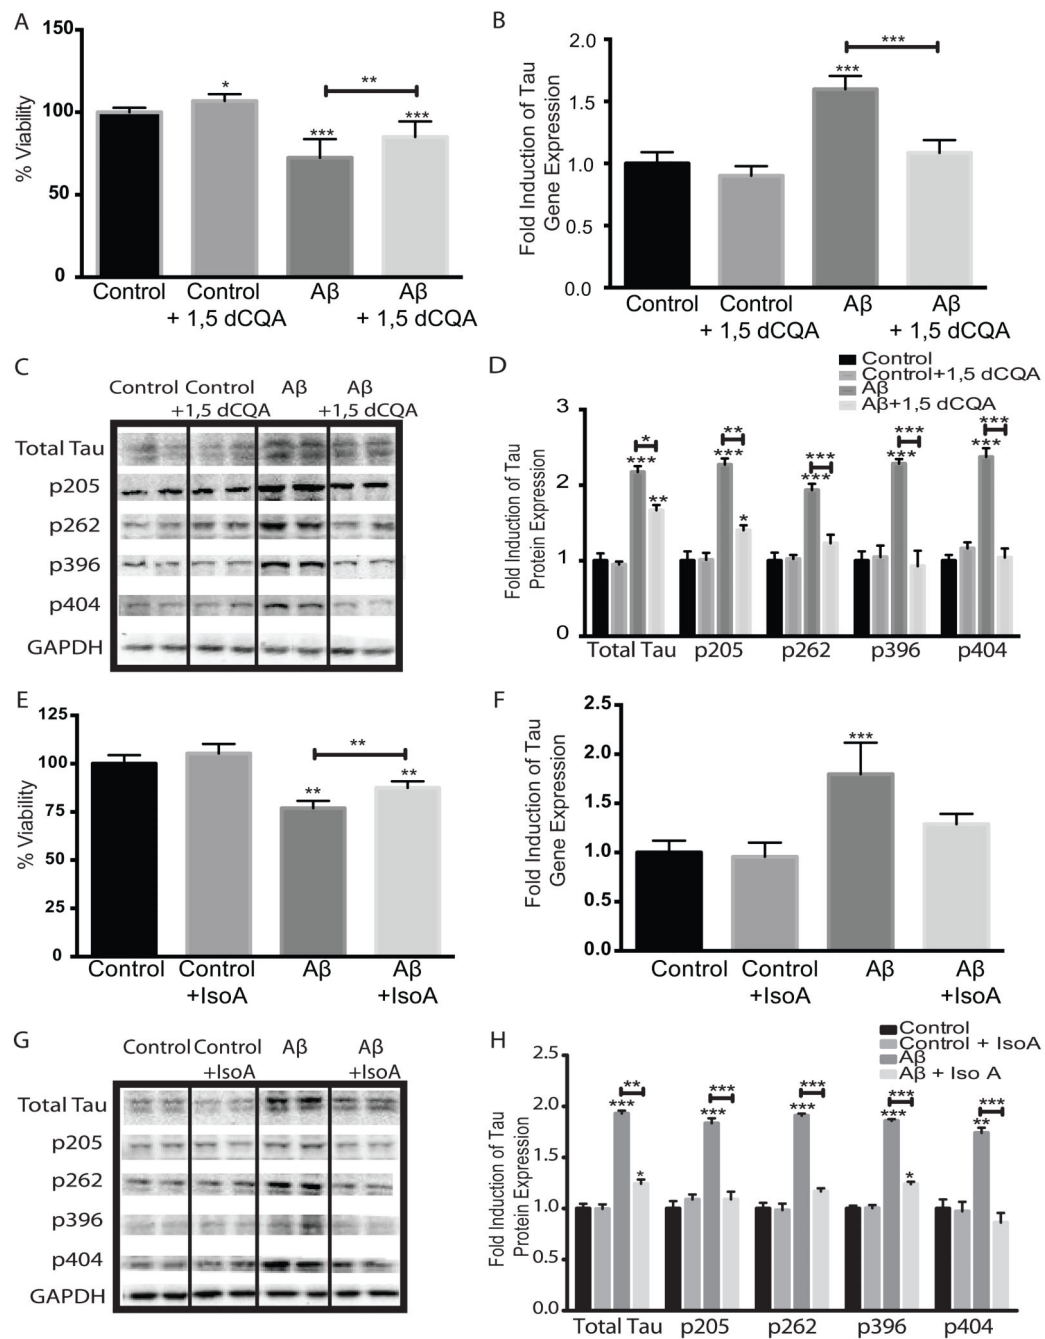 A
150
100
50
0
% Viability
*
***
**
***
Control
Control
+ 1,5 dCQA
Aβ
Aβ
+ 1,5 dCQA
B
2.0
1.5
1.0
0.5
0.0
Fold Induction of Tau
Gene Expression
***
***
Control
Control
+ 1,5 dCQA
Aβ
Aβ
+ 1,5 dCQA
C
Control
Control
+1,5 dCQA
Aβ
Aβ
+1,5 dCQA
Total Tau
p205
p262
p396
p404
GAPDH
D
Control
Control+1,5 dCQA
Aβ
Aβ+1,5 dCQA
3
2
1
0
Fold Induction of Tau
Protein Expression
*
***
**
**
***
*
***
***
***
***
***
***
Total Tau
p205
p262
p396
p404
E
125
100
75
50
25
0
% Viability
**
**
**
Control
Control
+IsoA
Aβ
Aβ
+IsoA
F
2.5
2.0
1.5
1.0
0.5
0.0
Fold Induction of Tau
Gene Expression
***
Control
Control
+IsoA
Aβ
Aβ
+IsoA
G
Control
Control
+IsoA
Aβ
Aβ
+IsoA
Total Tau
p205
p262
p396
p404
GAPDH
H
Control
Control + IsoA
Aβ
Aβ + Iso A
2.5
2.0
1.5
1.0
0.5
0.0
Fold Induction of Tau
Protein Expression
**
***
*
***
***
***
***
***
***
*
***
**
Total Tau
p205
p262
p396
p404